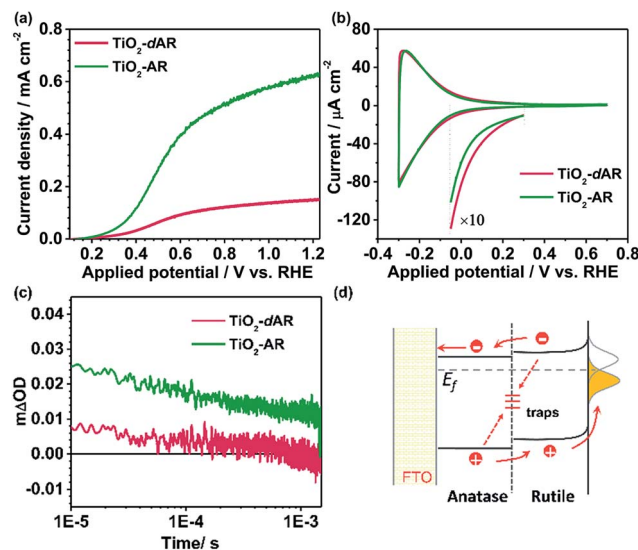 (a)
TiO2-dAR
TiO2-AR
Current density / mA cm-2
0.8
0.6
0.4
0.2
0.0
0.2 0.4 0.6 0.8 1.0 1.2
Applied potential / V vs. RHE
(b)
80
40
0
-40
-80
-120
Current / μA cm-2
TiO2-dAR
TiO2-AR
×10
-0.4 -0.2 0.0 0.2 0.4 0.6 0.8
Applied potential / V vs. RHE
(c)
TiO2-dAR
TiO2-AR
mΔOD
0.04
0.03
0.02
0.01
0.00
-0.01
1E-5 1E-4 1E-3
Time/ s
(d)
Ef
traps
FTO
Anatase Rutile